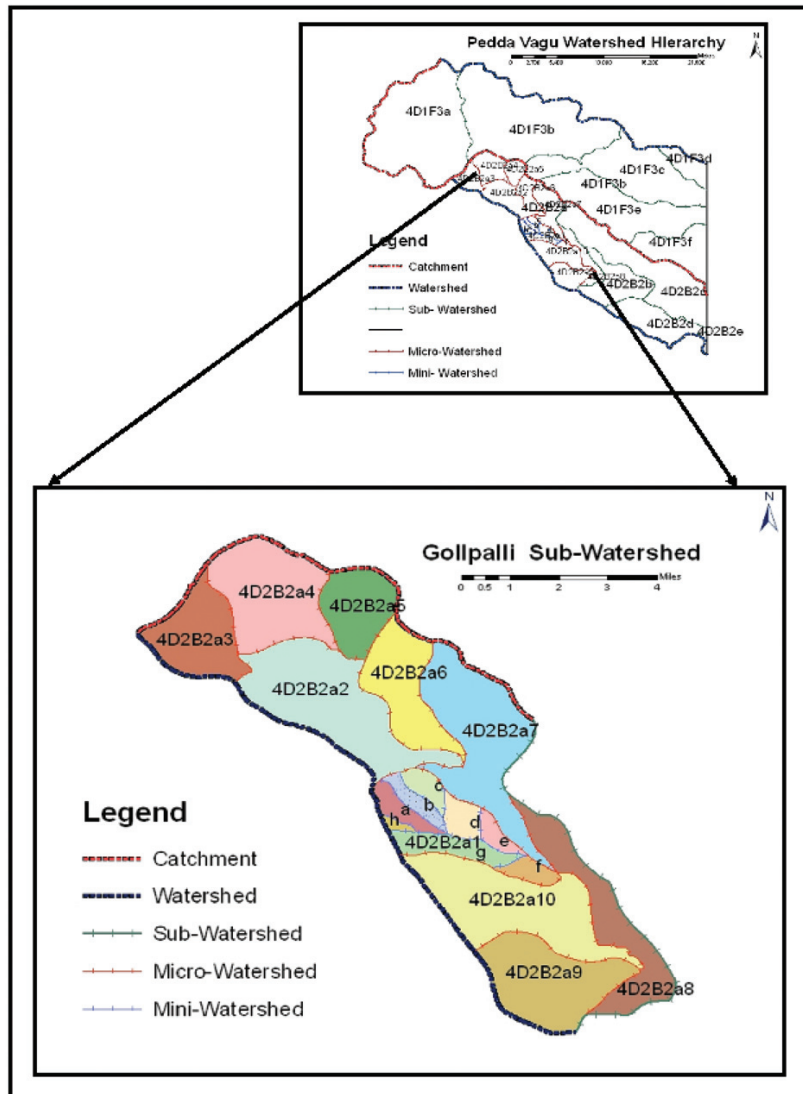 Pedda Vagu Watershed Hierarchy
N
Miles
4D1F3a
4D1F3b
4D1F3d
4D1F3c
4D1F3b
4D1F3e
4D1F3f
4D2B2b
4D2B2d
4D2B2e
Legend
Catchment
Watershed
Sub- Watershed
Micro-Watershed
Mini- Watershed
N
Gollpalli Sub-Watershed
0 0.5 1 2 3 4 Miles
4D2B2a4
4D2B2a5
4D2B2a3
4D2B2a6
4D2B2a2
4D2B2a7
c
b
a
d
h
e
4D2B2a1
g
f
4D2B2a10
4D2B2a9
4D2B2a8
Legend
Catchment
Watershed
Sub-Watershed
Micro-Watershed
Mini-Watershed